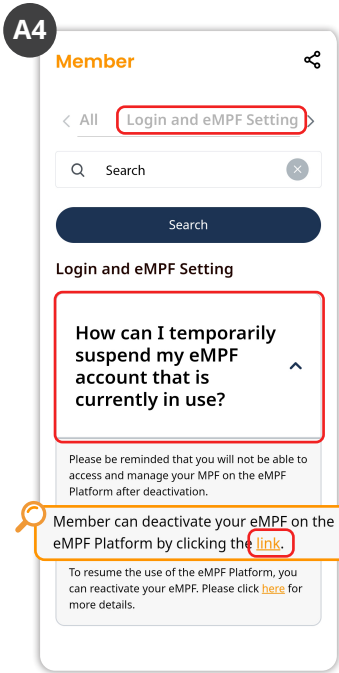 A4
Member
All Login and eMPF Setting
Search
Search
Login and eMPF Setting
How can I temporarily
suspend my eMPF
account that is
currently in use?
Please be reminded that you will not be able to
access and manage your MPF on the eMPF
Platform after deactivation.
Member can deactivate your eMPF on the
eMPF Platform by clicking the link.
To resume the use of the eMPF Platform, you
can reactivate your eMPF. Please click here for
more details.